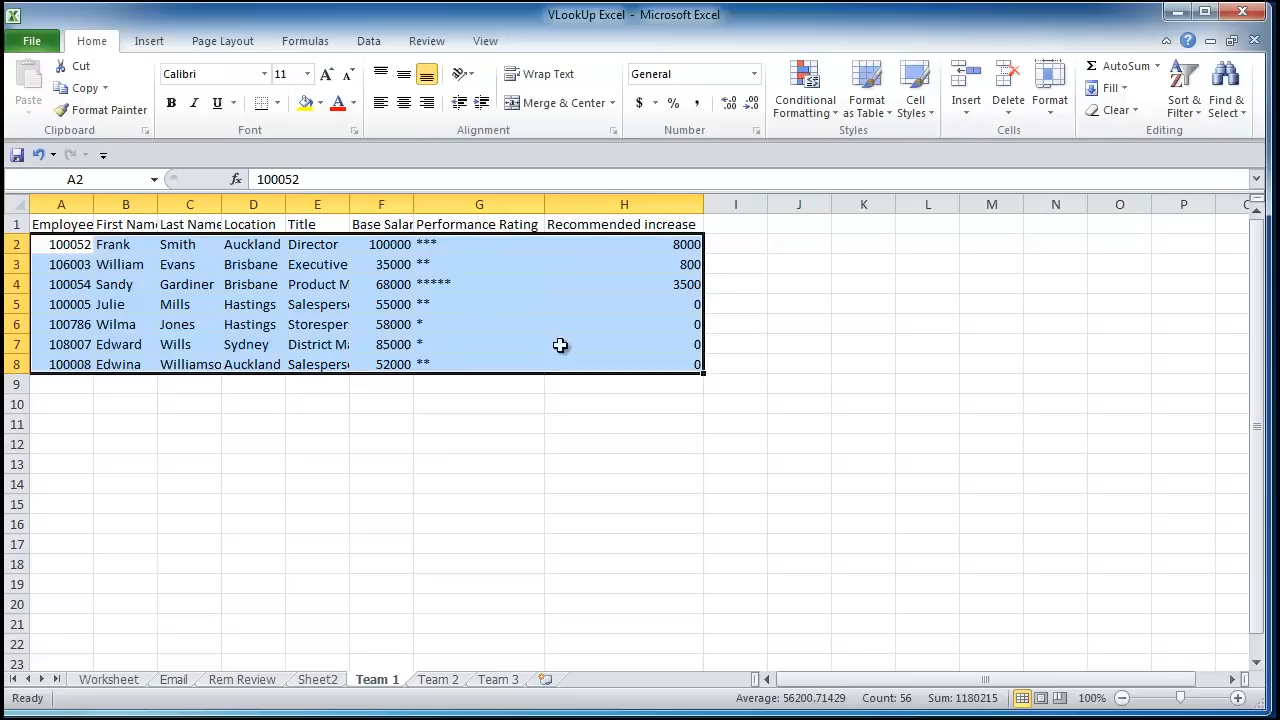 VLookUp Excel - Microsoft Excel
File Home Insert Page Layout Formulas Data Review View
Paste Cut Copy Format Painter
Calibri 11 B I U
Wrap Text Merge & Center
General $ % ,
Conditional Formatting Format as Table Cell Styles
Insert Delete Format
Σ AutoSum Fill Clear Sort & Filter Find & Select
Clipboard Font Alignment Number Styles Cells Editing
A2 fx 100052
A B C D E F G H I J K L M N O P
1 Employee First Name Last Name Location Title Base Salar Performance Rating Recommended increase
2 100052 Frank Smith Auckland Director 100000 *** 8000
3 106003 William Evans Brisbane Executive 35000 ** 800
4 100054 Sandy Gardiner Brisbane Product M 68000 ***** 3500
5 100005 Julie Mills Hastings Salesperso 55000 ** 0
6 100786 Wilma Jones Hastings Storesper 58000 * 0
7 108007 Edward Wills Sydney District Ma 85000 * 0
8 100008 Edwina Williamso Auckland Salesperso 52000 ** 0
9
10
11
12
13
14
15
16
17
18
19
20
21
22
23
Worksheet Email Rem Review Sheet2 Team 1 Team 2 Team 3
Ready Average: 56200.71429 Count: 56 Sum: 1180215 100%